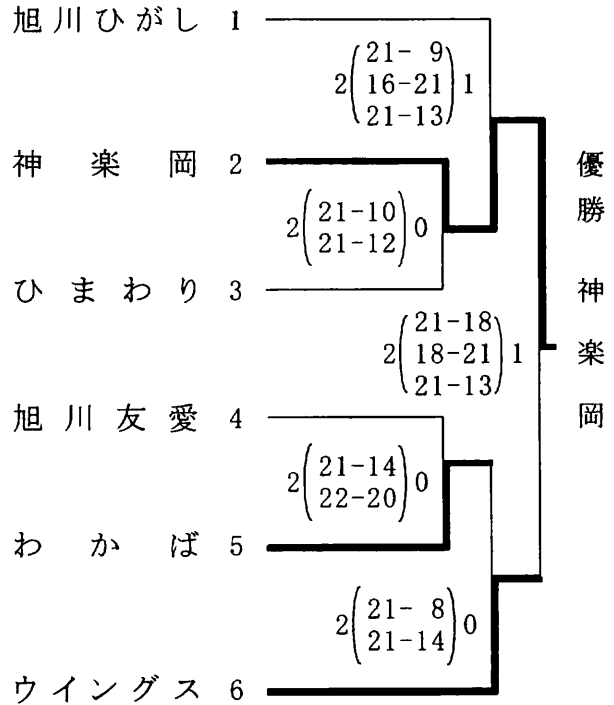 旭川ひがし 1
2(21- 9 16-21 21-13)1
神楽岡 2
2(21-10 21-12)0
ひまわり 3
2(21-18 18-21 21-13)1
旭川友愛 4
2(21-14 22-20)0
わかば 5
2(21- 8 21-14)0
ウイングス 6
優勝 神楽岡